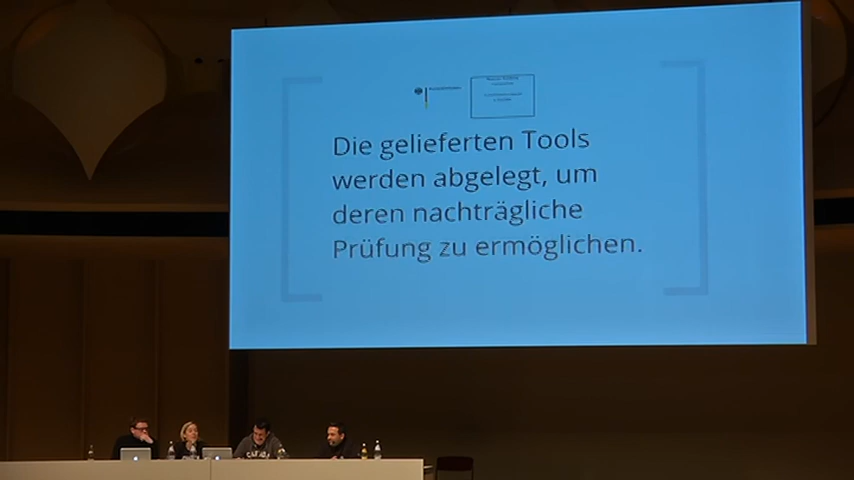 Die gelieferten Tools
werden abgelegt, um
deren nachträgliche
Prüfung zu ermöglichen.